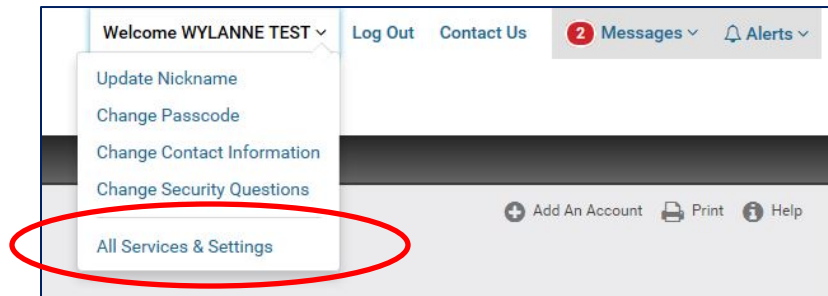 Welcome WYLANNE TEST Log Out Contact Us 2 Messages Alerts
Update Nickname
Change Passcode
Change Contact Information
Change Security Questions
Add An Account Print Help
All Services & Settings